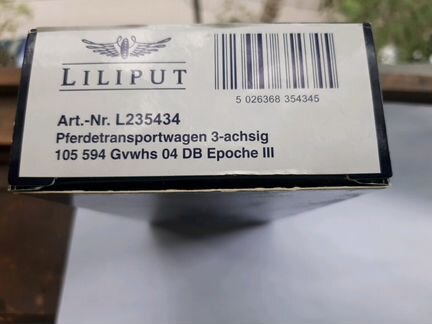 LILIPUT
5 026368 354345
Art.-Nr. L235434
Pferdetransportwagen 3-achsig
105 594 Gvwhs 04 DB Epoche III